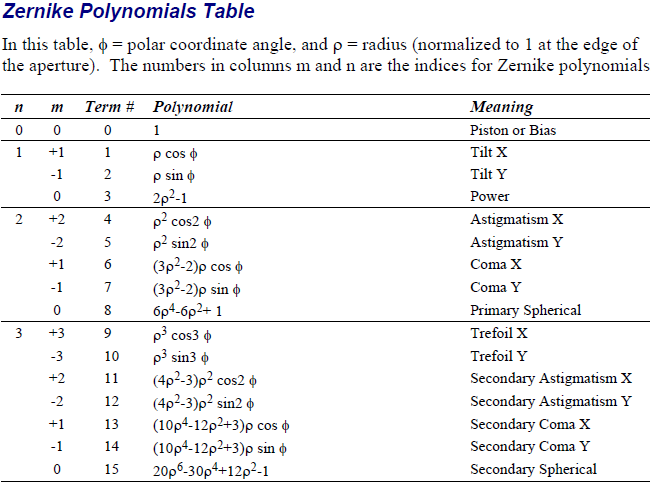 Zernike Polynomials Table
In this table, ϕ = polar coordinate angle, and ρ = radius (normalized to 1 at the edge of
the aperture). The numbers in columns m and n are the indices for Zernike polynomials
n m Term # Polynomial Meaning
0 0 0 1 Piston or Bias
1 +1 1 ρ cos ϕ Tilt X
-1 2 ρ sin ϕ Tilt Y
0 3 2ρ²-1 Power
2 +2 4 ρ² cos2 ϕ Astigmatism X
-2 5 ρ² sin2 ϕ Astigmatism Y
+1 6 (3ρ²-2)ρ cos ϕ Coma X
-1 7 (3ρ²-2)ρ sin ϕ Coma Y
0 8 6ρ⁴-6ρ²+ 1 Primary Spherical
3 +3 9 ρ³ cos3 ϕ Trefoil X
-3 10 ρ³ sin3 ϕ Trefoil Y
+2 11 (4ρ²-3)ρ² cos2 ϕ Secondary Astigmatism X
-2 12 (4ρ²-3)ρ² sin2 ϕ Secondary Astigmatism Y
+1 13 (10ρ⁴-12ρ²+3)ρ cos ϕ Secondary Coma X
-1 14 (10ρ⁴-12ρ²+3)ρ sin ϕ Secondary Coma Y
0 15 20ρ⁶-30ρ⁴+12ρ²-1 Secondary Spherical